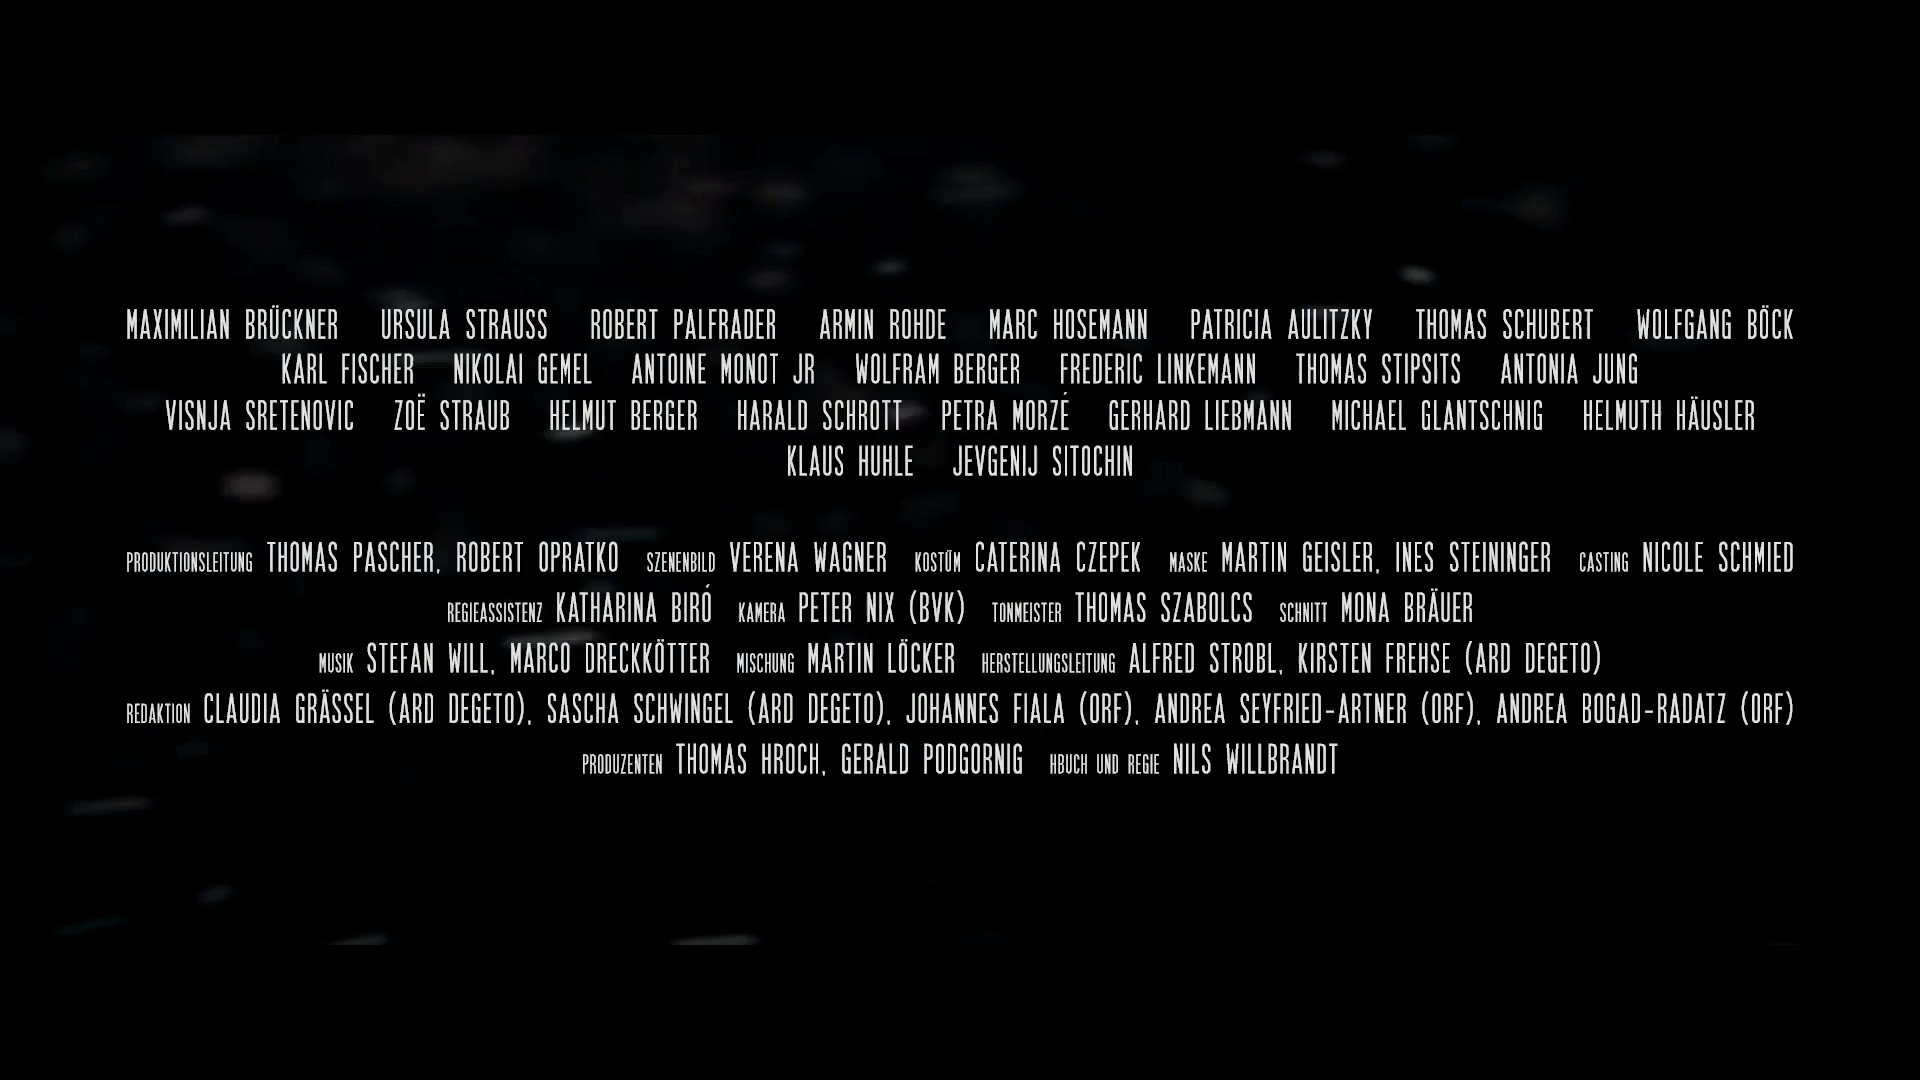 MAXIMILIAN BRÜCKNER URSULA STRAUSS ROBERT PALFRADER ARMIN ROHDE MARC HOSEMANN PATRICIA AULITZKY THOMAS SCHUBERT WOLFGANG BÖCK
KARL FISCHER NIKOLAI GEMEL ANTOINE MONOT JR WOLFRAM BERGER FREDERIC LINKEMANN THOMAS STIPSITS ANTONIA JUNG
VISNJA SRETENOVIC ZOË STRAUB HELMUT BERGER HARALD SCHROTT PETRA MORZÉ GERHARD LIEBMANN MICHAEL GLANTSCHNIG HELMUTH HÄUSLER
KLAUS HUHLE JEVGENIJ SITOCHIN
PRODUKTIONSLEITUNG THOMAS PASCHER, ROBERT OPRATKO SZENENBILD VERENA WAGNER KOSTÜM CATERINA CZEPEK MASKE MARTIN GEISLER, INES STEININGER CASTING NICOLE SCHMIED
REGIEASSISTENZ KATHARINA BIRÓ KAMERA PETER NIX (BVK) TONMEISTER THOMAS SZABOLCS SCHNITT MONA BRÄUER
MUSIK STEFAN WILL, MARCO DRECKKÖTTER MISCHUNG MARTIN LÖCKER HERSTELLUNGSLEITUNG ALFRED STROBL, KIRSTEN FREHSE (ARD DEGETO)
REDAKTION CLAUDIA GRÄSSEL (ARD DEGETO), SASCHA SCHWINGEL (ARD DEGETO), JOHANNES FIALA (ORF), ANDREA SEYFRIED-ARTNER (ORF), ANDREA BOGAD-RADATZ (ORF)
PRODUZENTEN THOMAS HROCH, GERALD PODGORNIG HBUCH UND REGIE NILS WILLBRANDT